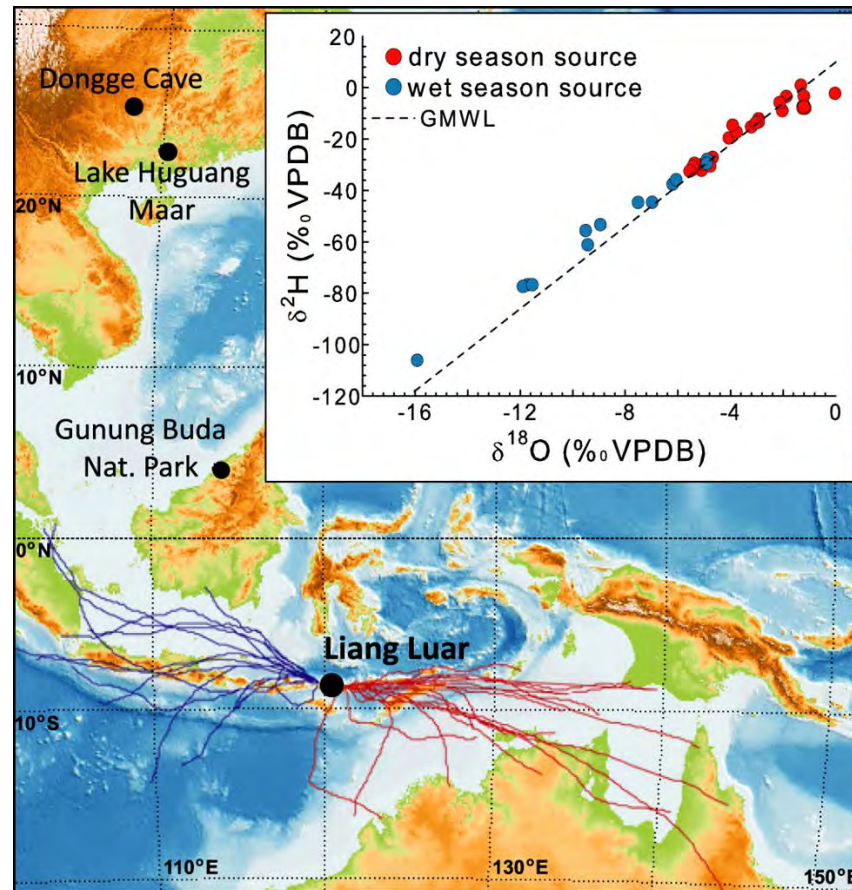 Dongge Cave
Lake Huguang
Maar
20°N
10°N
Gunung Buda
Nat. Park
0°N
Liang Luar
10°S
110°E
130°E
150°E
dry season source
wet season source
GMWL
20
0
-20
-40
-60
-80
-100
-120
δ²H (‰ VPDB)
-16
-12
-8
-4
0
δ¹⁸O (‰ VPDB)